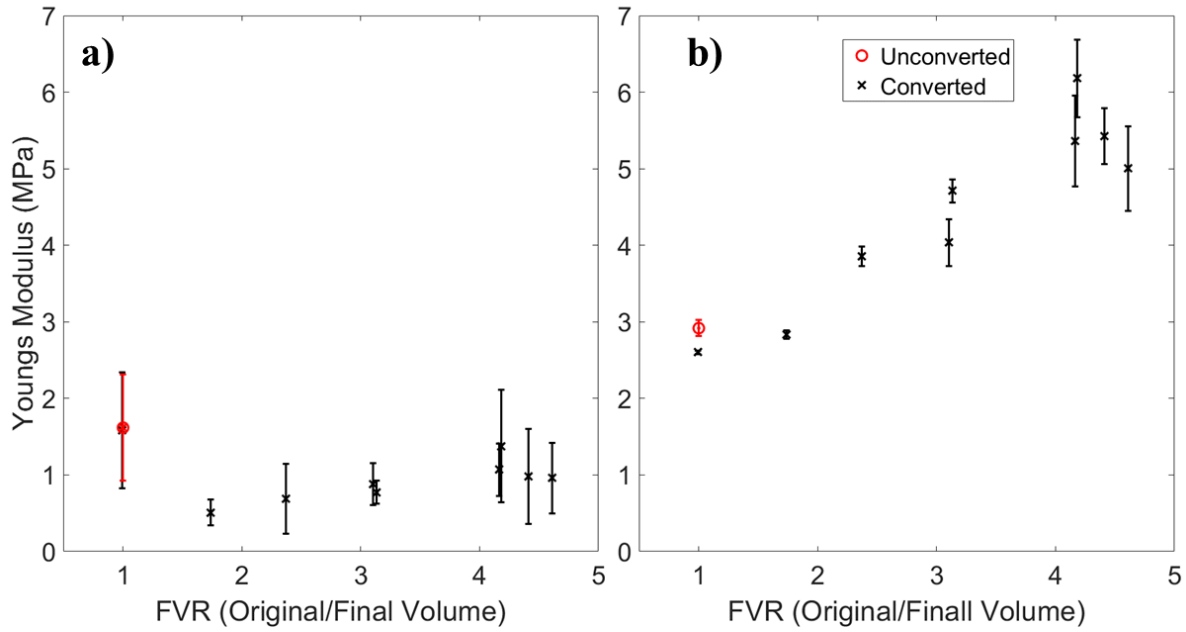 a)
Youngs Modulus (MPa)
7
6
5
4
3
2
1
0
1 2 3 4 5
FVR (Original/Final Volume)
b)
Unconverted
Converted
7
6
5
4
3
2
1
0
1 2 3 4 5
FVR (Original/Finall Volume)